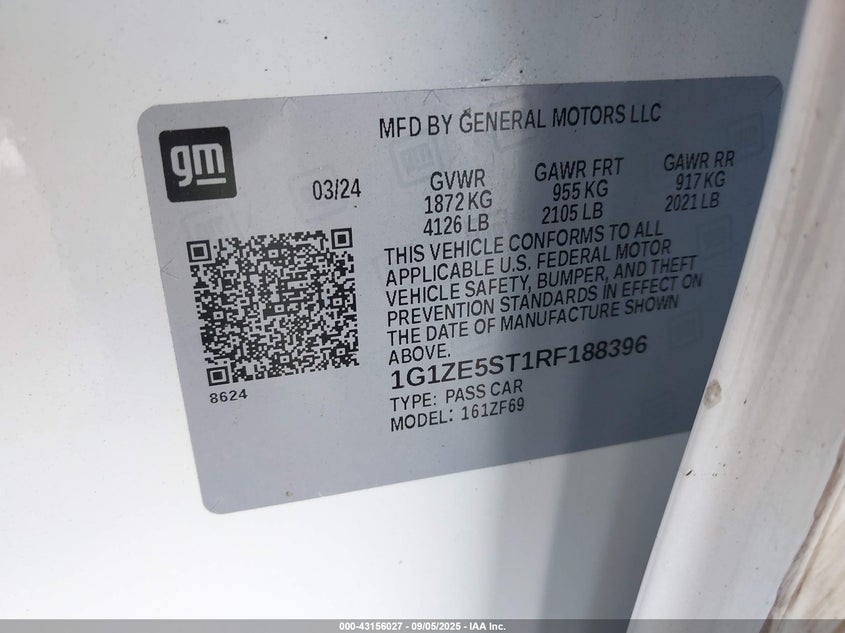 MFD BY GENERAL MOTORS LLC
gm
03/24
GVWR
1872 KG
4126 LB
GAWR FRT
955 KG
2105 LB
GAWR RR
917 KG
2021 LB
THIS VEHICLE CONFORMS TO ALL
APPLICABLE U.S. FEDERAL MOTOR
VEHICLE SAFETY, BUMPER, AND THEFT
PREVENTION STANDARDS IN EFFECT ON
THE DATE OF MANUFACTURE SHOWN
ABOVE.
1G1ZE5ST1RF188396
TYPE: PASS CAR
MODEL: 161ZF69
8624
000-43156027 - 09/05/2025 - IAA Inc.